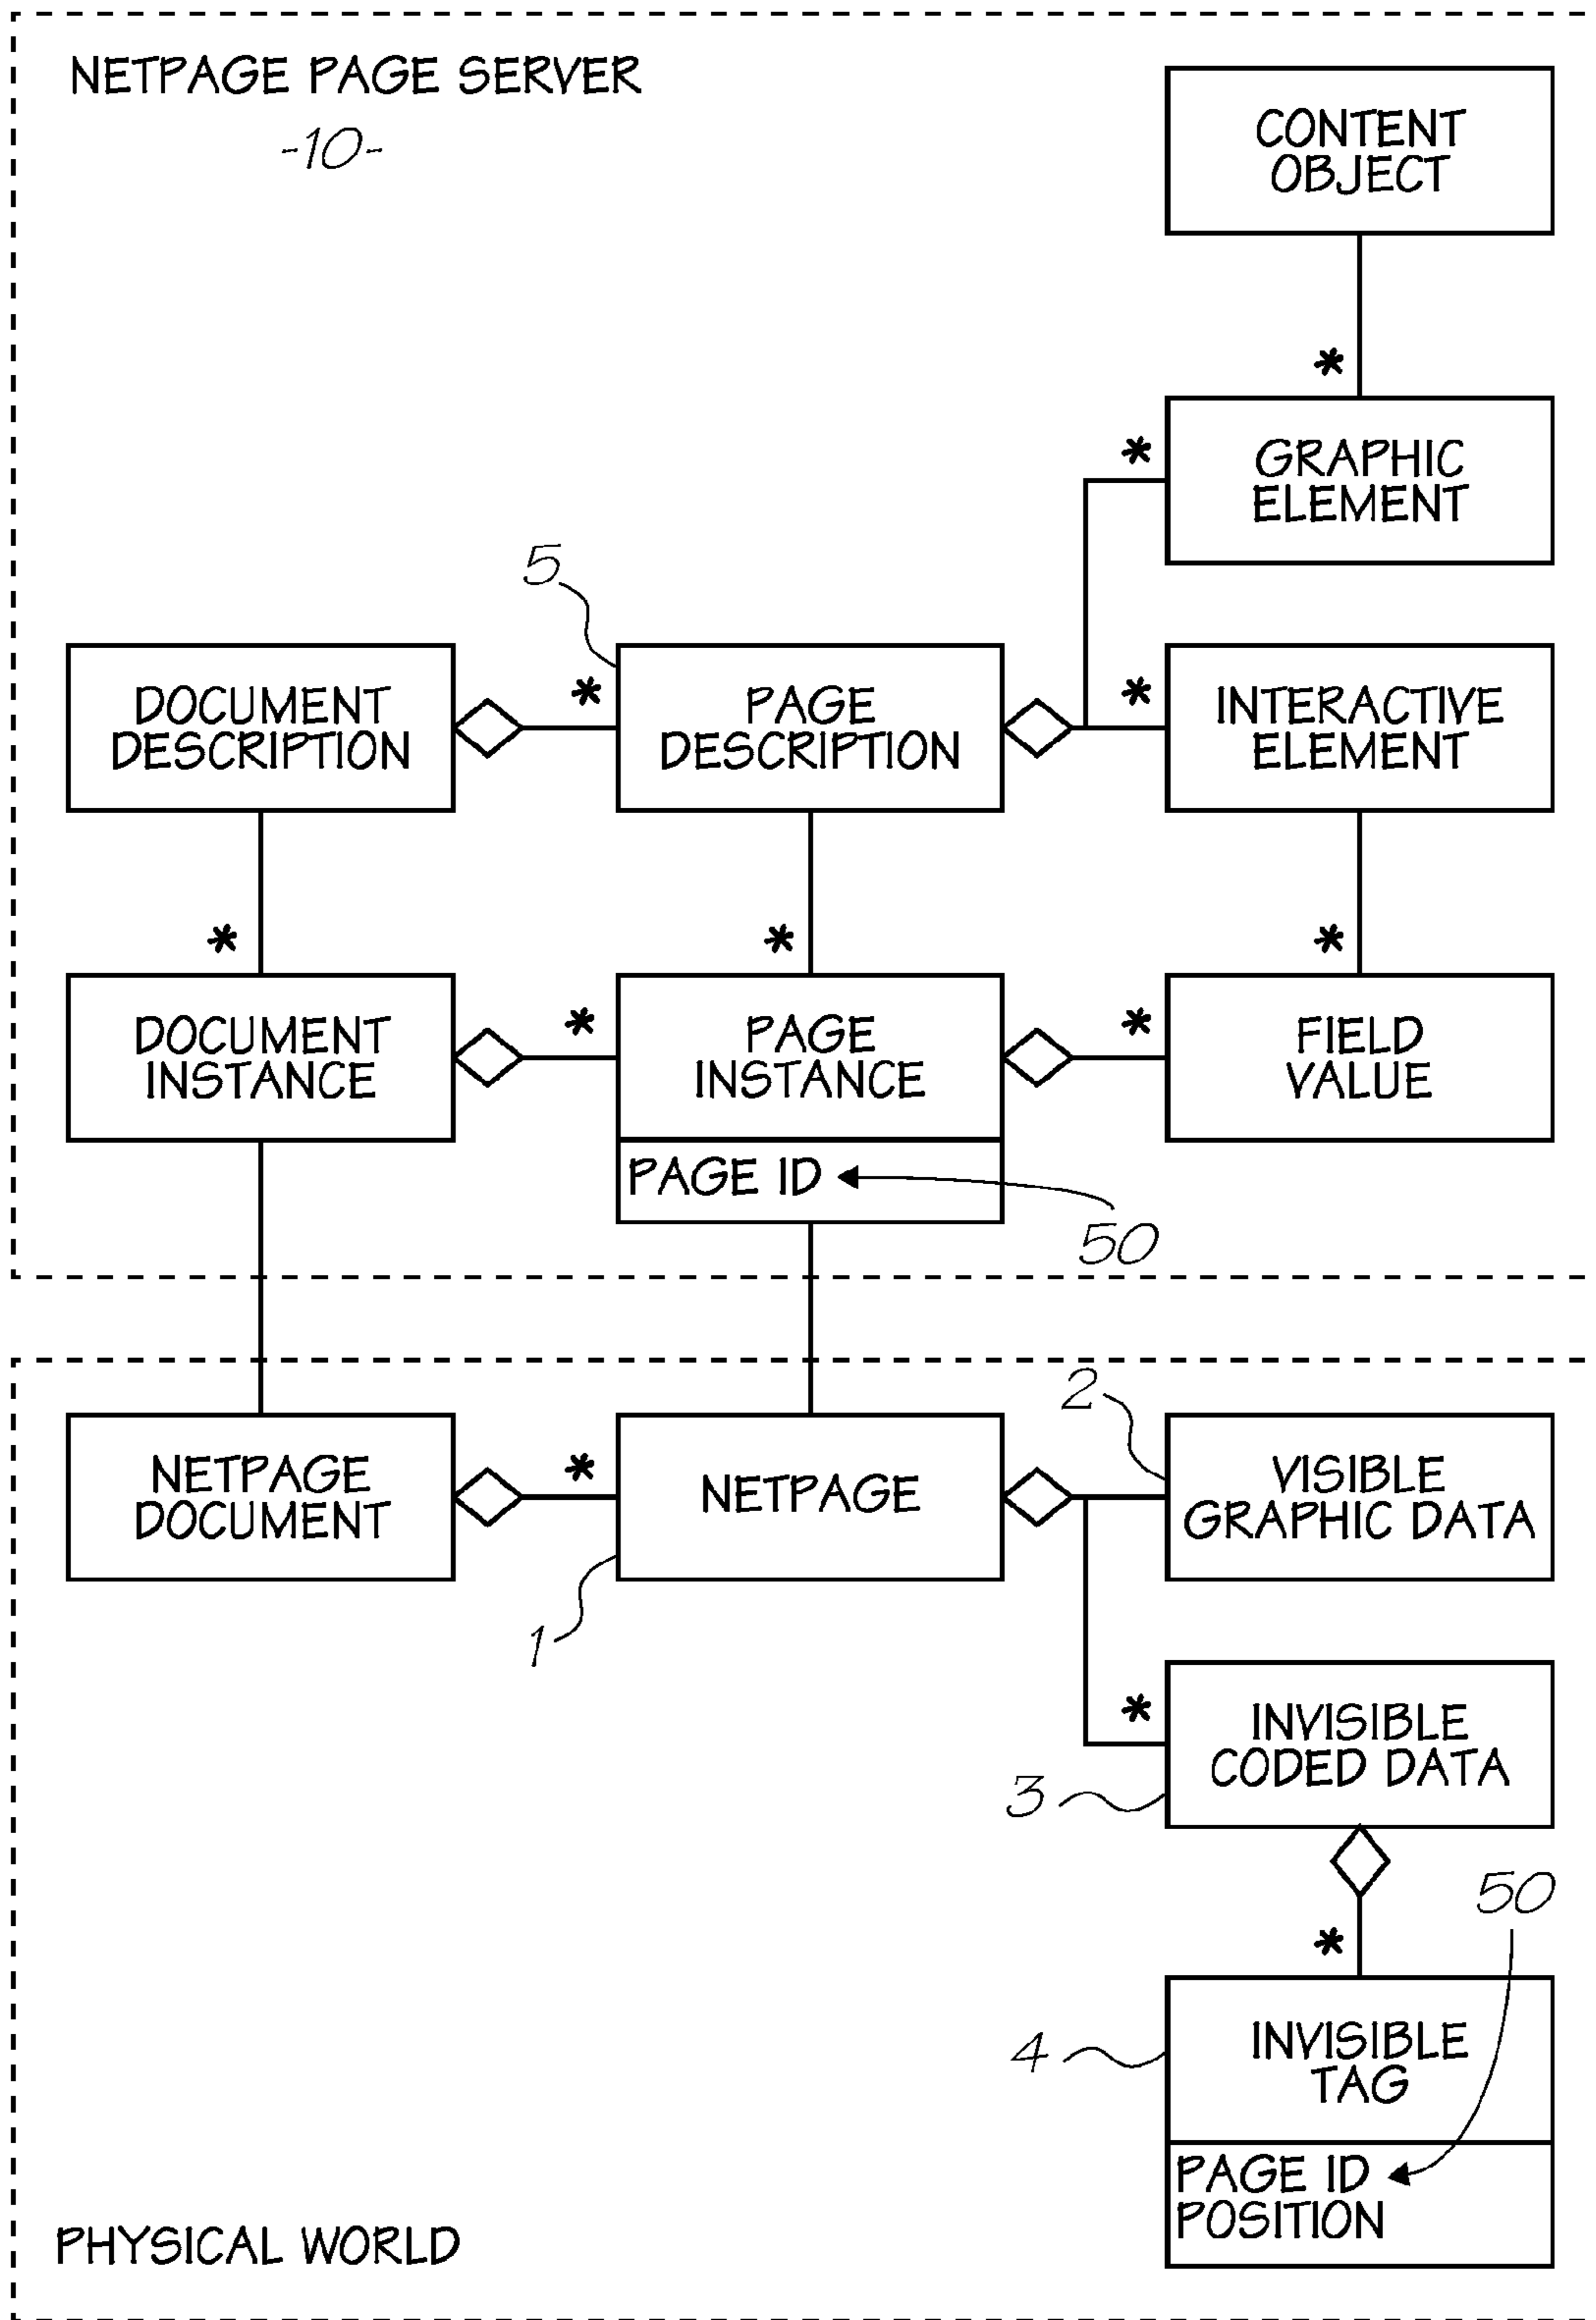 NETPAGE PAGE SERVER
-10-
CONTENT
OBJECT
*
*
GRAPHIC
ELEMENT
5
DOCUMENT
DESCRIPTION
*
PAGE
DESCRIPTION
*
INTERACTIVE
ELEMENT
*
*
*
DOCUMENT
INSTANCE
*
PAGE
INSTANCE
*
FIELD
VALUE
PAGE ID
50
2
NETPAGE
DOCUMENT
*
NETPAGE
VISIBLE
GRAPHIC DATA
1
*
INVISIBLE
CODED DATA
3
50
*
4
INVISIBLE
TAG
PAGE ID
POSITION
PHYSICAL WORLD